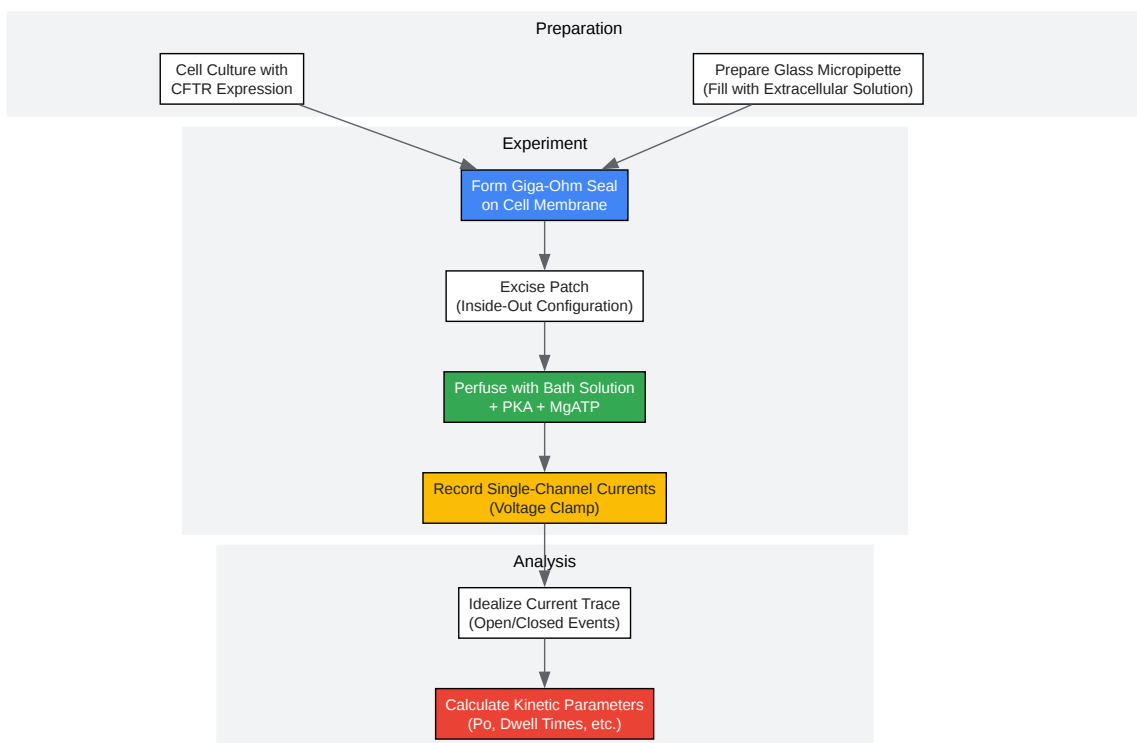 Preparation
Cell Culture with
CFTR Expression
Prepare Glass Micropipette
(Fill with Extracellular Solution)
Experiment
Form Giga-Ohm Seal
on Cell Membrane
Excise Patch
(Inside-Out Configuration)
Perfuse with Bath Solution
+ PKA + MgATP
Record Single-Channel Currents
(Voltage Clamp)
Analysis
Idealize Current Trace
(Open/Closed Events)
Calculate Kinetic Parameters
(Po, Dwell Times, etc.)